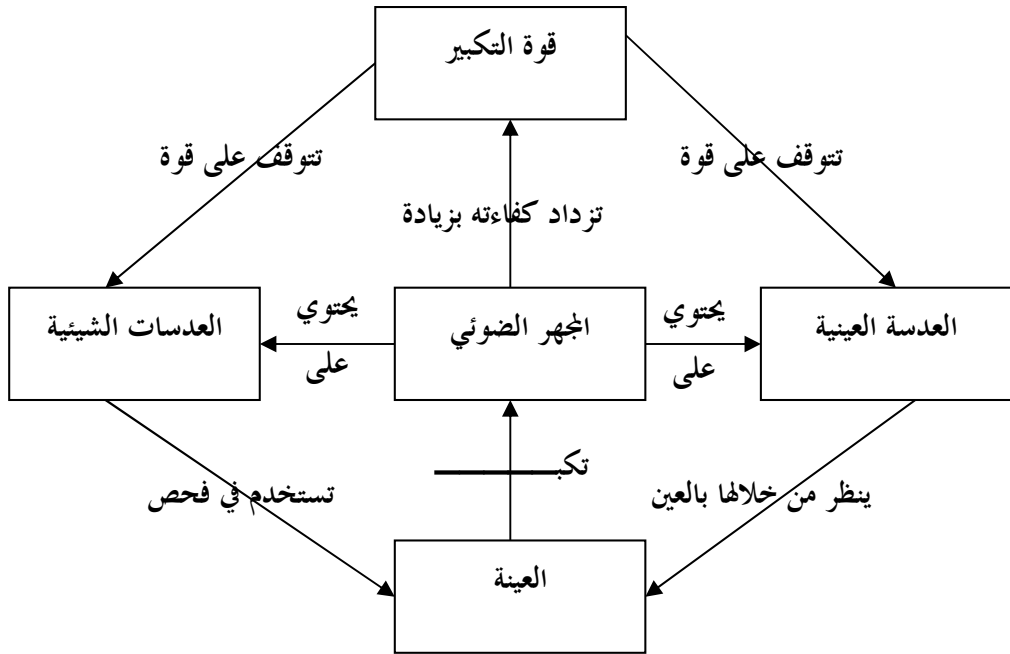 قوة التكبير
تتوقف على قوة
تتوقف على قوة
تزداد كفاءته بزيادة
العدسة العينية
يحتوي
على
المجهر الضوئي
يحتوي
على
العدسات الشيئية
تكبـــــــــ
ينظر من خلالها بالعين
تستخدم في فحص
العينة